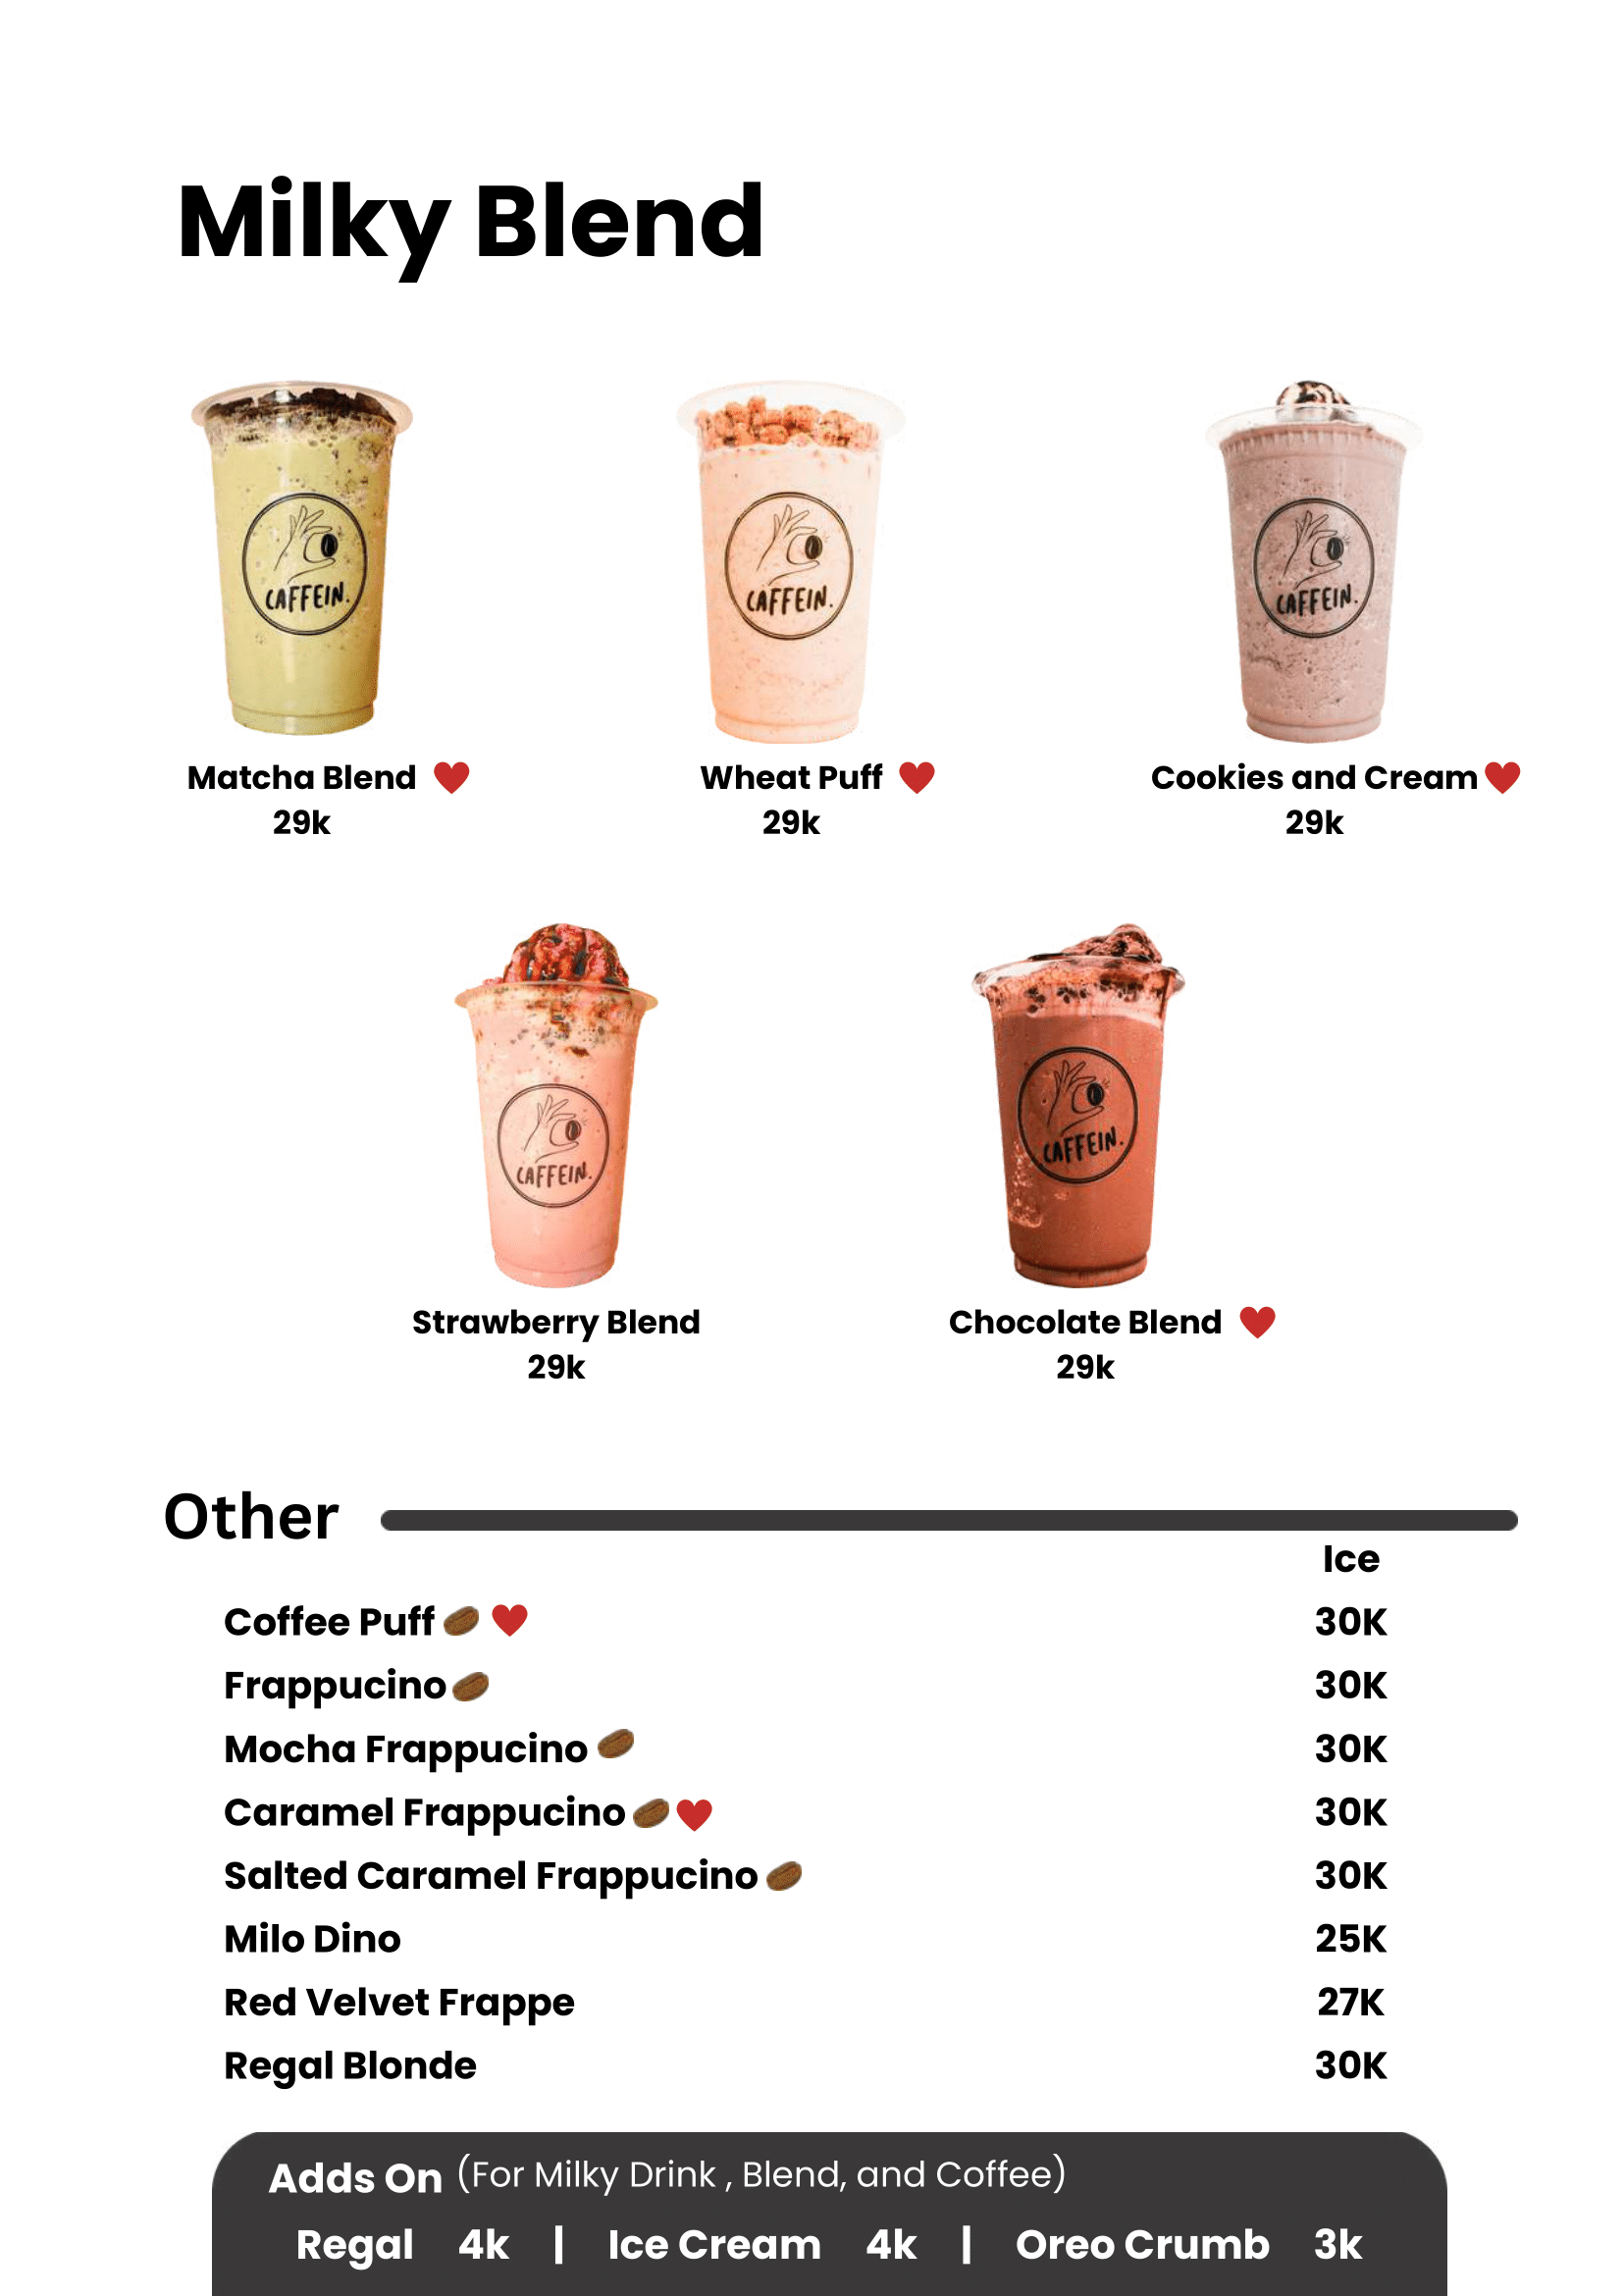 Milky Blend
CAFFEIN.
CAFFEIN.
CAFFEIN.
Matcha Blend
29k
Wheat Puff
29k
Cookies and Cream
29k
CAFFEIN.
CAFFEIN.
Strawberry Blend
29k
Chocolate Blend
29k
Other
Ice
Coffee Puff 30K
Frappucino 30K
Mocha Frappucino 30K
Caramel Frappucino 30K
Salted Caramel Frappucino 30K
Milo Dino 25K
Red Velvet Frappe 27K
Regal Blonde 30K
Adds On (For Milky Drink , Blend, and Coffee)
Regal 4k | Ice Cream 4k | Oreo Crumb 3k